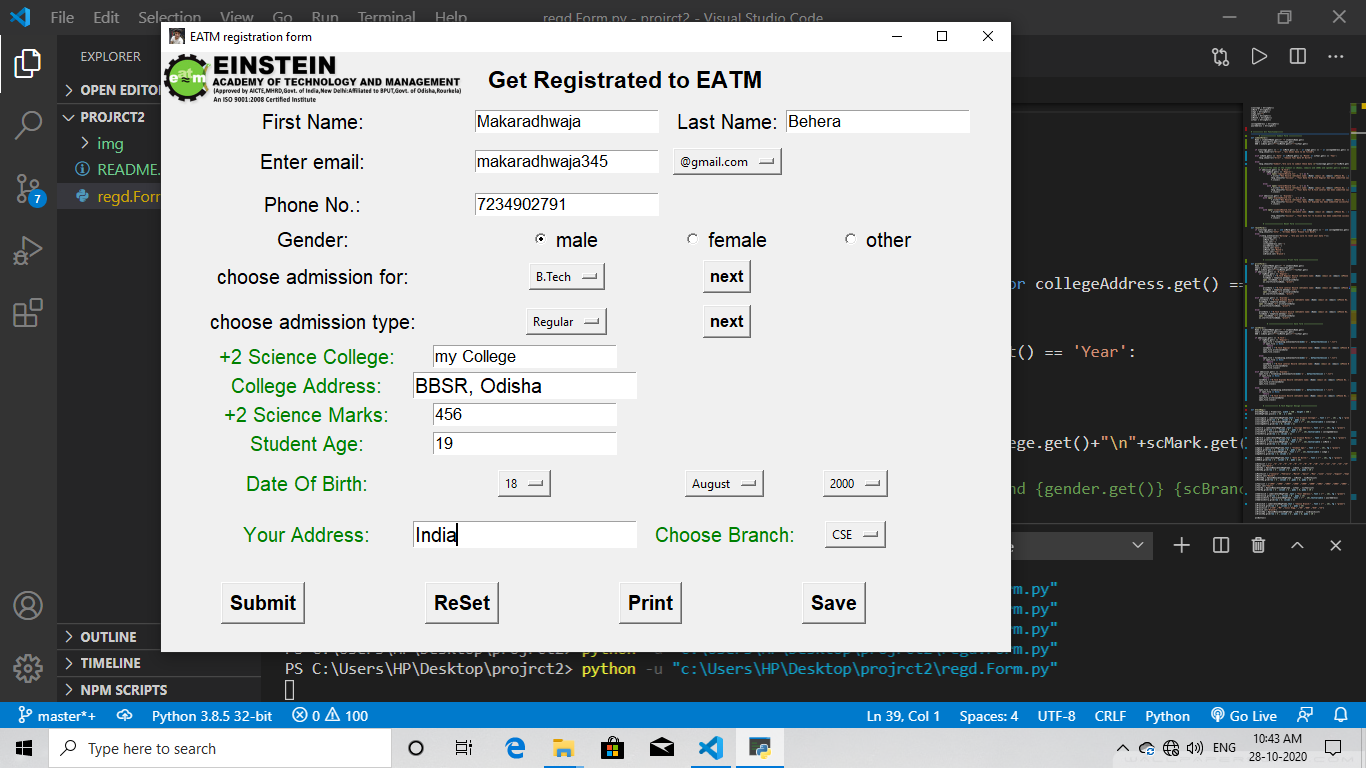 File Edit Selection View Go Run Terminal Help regd.Form.py - projrct2 - Visual Studio Code
EATM registration form
EXPLORER
OPEN EDITO
PROJRCT2
img
README.
regd.For
7
eatm
EINSTEIN
ACADEMY OF TECHNOLOGY AND MANAGEMENT
(Approved by AICTE,MHRD,Govt. of India,New Delhi:Affiliated to BPUT,Govt. of Odisha,Rourkela)
An ISO 9001:2008 Certified Institute
Get Registrated to EATM
First Name: Makaradhwaja Last Name: Behera
Enter email: makaradhwaja345 @gmail.com
Phone No.: 7234902791
Gender: male female other
choose admission for: B.Tech next
choose admission type: Regular next
+2 Science College: my College
College Address: BBSR, Odisha
+2 Science Marks: 456
Student Age: 19
Date Of Birth: 18 August 2000
Your Address: India Choose Branch: CSE
Submit ReSet Print Save
or collegeAddress.get() ==
t() == 'Year':
ege.get()+"\n"+scMark.get(
nd {gender.get()} {scBranc
rm.py"
rm.py"
rm.py"
PS C:\Users\HP\Desktop\projrct2> python -u "c:\Users\HP\Desktop\projrct2\regd.Form.py"
OUTLINE
TIMELINE
NPM SCRIPTS
master*+ Python 3.8.5 32-bit 0 100 Ln 39, Col 1 Spaces: 4 UTF-8 CRLF Python Go Live
Type here to search
ENG
10:43 AM
28-10-2020